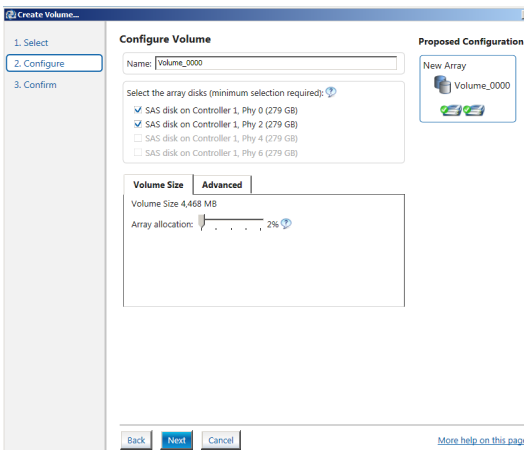 Create Volume...
1. Select
2. Configure
3. Confirm
Configure Volume
Name: Volume_0000
Select the array disks (minimum selection required):
SAS disk on Controller 1, Phy 0 (279 GB)
SAS disk on Controller 1, Phy 2 (279 GB)
SAS disk on Controller 1, Phy 4 (279 GB)
SAS disk on Controller 1, Phy 6 (279 GB)
Volume Size Advanced
Volume Size 4,468 MB
Array allocation: 2%
Proposed Configuration
New Array
Volume_0000
Back Next Cancel
More help on this page